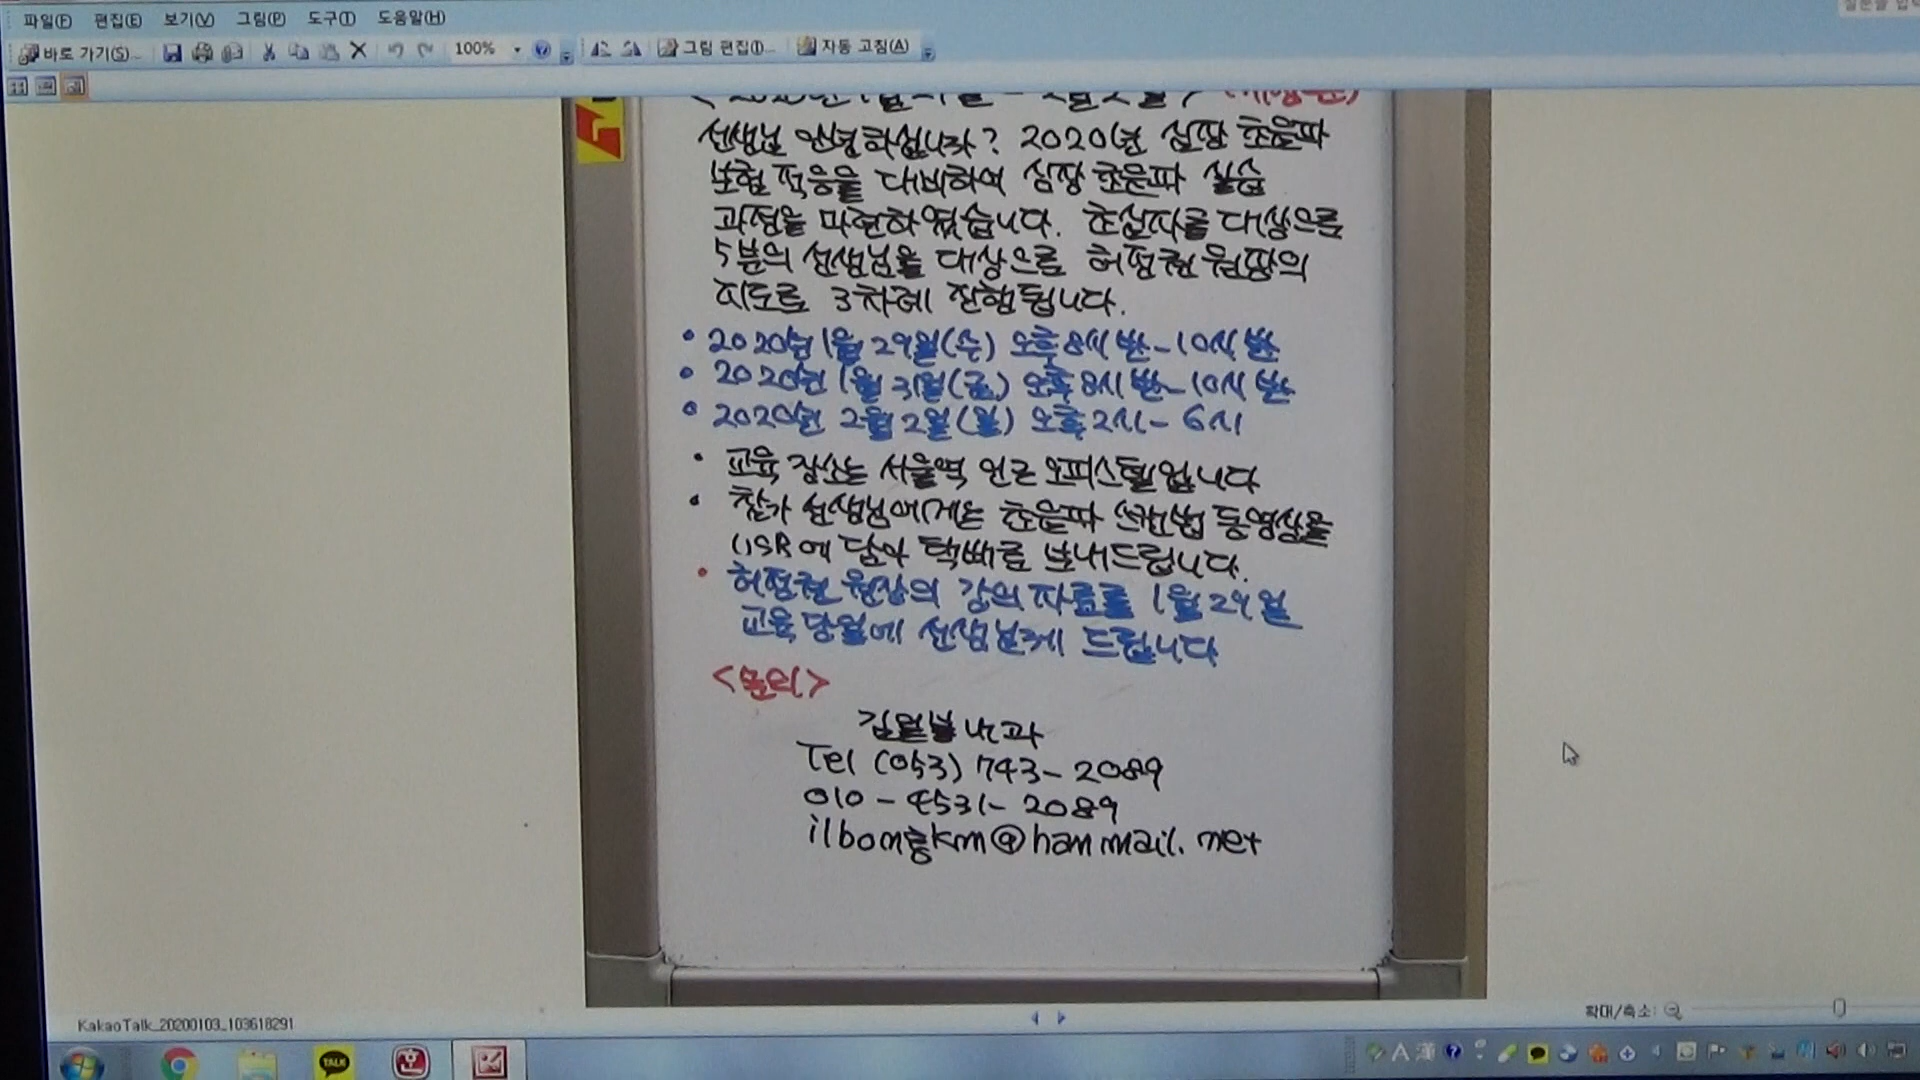 파일(F) 편집(E) 보기(V) 그림(P) 도구(T) 도움말(H)
바로 가기(S)... 100% 그림 편집(I)... 자동 고침(A)
선생님 안녕하십니까? 2020년 심장 초음파
보험 적응을 대비하여 심장 초음파 실습
과정을 마련하였습니다. 초심자를 대상으로
5분의 선생님을 대상으로 허정권 원장의
지도로 3차례 진행됩니다.
• 2020년 1월 29일(수) 오후 8시 반 - 10시 반
• 2020년 1월 31일(금) 오후 8시 반 - 10시 반
• 2020년 2월 2일(일) 오후 2시 - 6시
• 교육 장소는 서울역 인근 오피스텔입니다
• 참가 선생님에게는 초음파 스캔법 동영상을
USB에 담아 택배로 보내드립니다.
• 허정권 원장의 강의 자료를 1월 29일
교육 당일에 선생님께 드립니다
<문의>
김일봉 내과
Tel (053) 743-2089
010-4531-2089
@hanmail.net
KakaoTalk_20200103_103618291
확대/축소:
TALK
A 漢